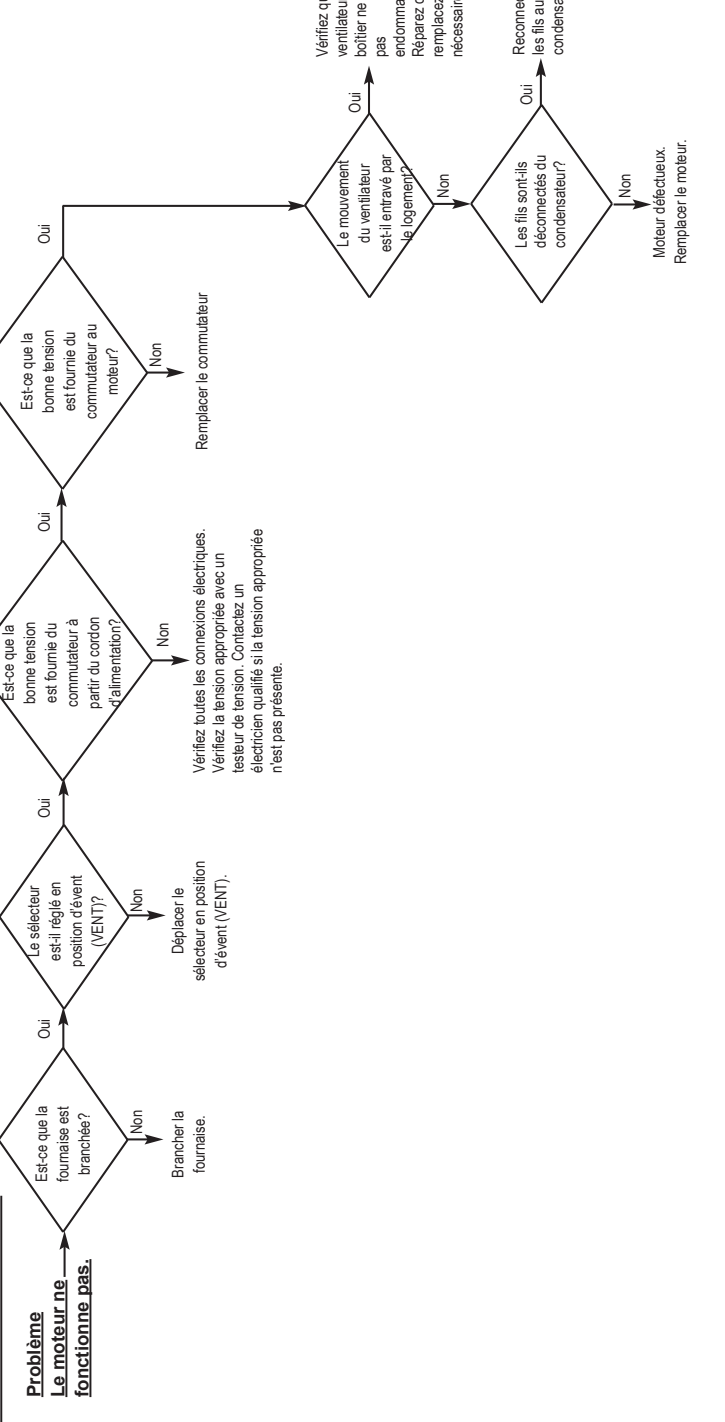 Problème
Le moteur ne
fonctionne pas.
Est-ce que la
fournaise est
branchée?
Oui
Non
Brancher la
fournaise.
Le sélecteur
est-il réglé en
position d'évent
(VENT)?
Oui
Non
Déplacer le
sélecteur en position
d'évent (VENT).
Est-ce que la
bonne tension
est fournie du
commutateur à
partir du cordon
d'alimentation?
Oui
Non
Vérifiez toutes les connexions électriques.
Vérifiez la tension appropriée avec un
testeur de tension. Contactez un
électricien qualifié si la tension appropriée
n'est pas présente.
Est-ce que la
bonne tension
est fournie du
commutateur au
moteur?
Oui
Non
Remplacer le commutateur
Le mouvement
du ventilateur
est-il entravé par
le logement?
Oui
Vérifiez
ventilateur
boîtier ne
pas
Réparez
remplacez
Non
Les fils sont-ils
déconnectés du
condensateur?
Oui
les fils
Non
Moteur défectueux.
Remplacer le moteur.